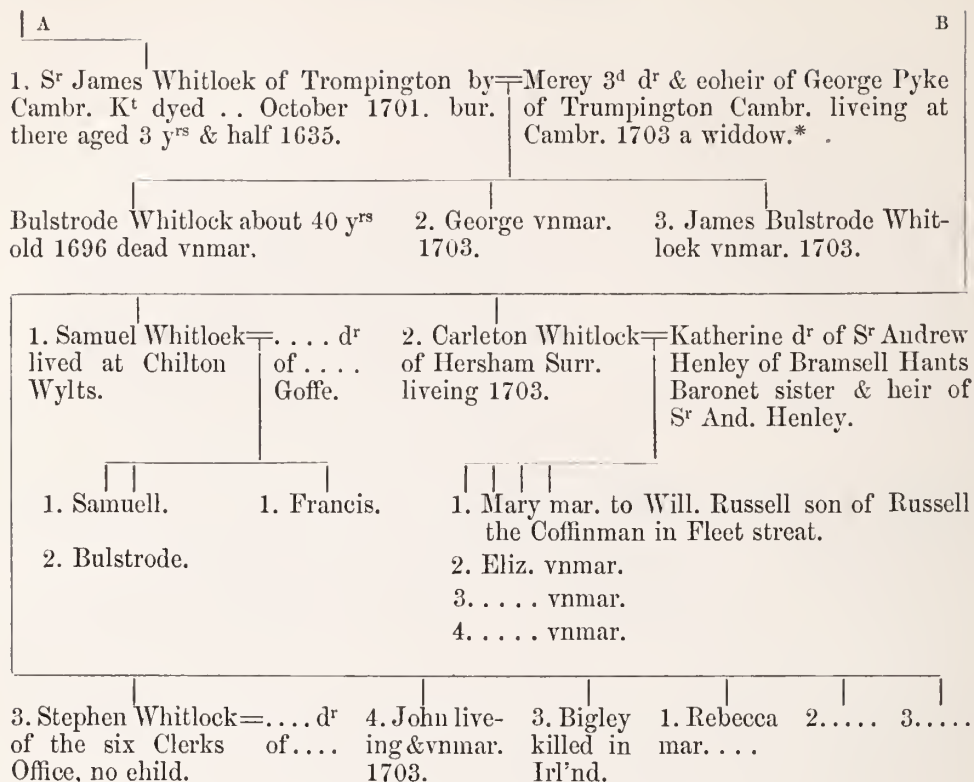 A B
1. Sʳ James Whitloek of Trompington by=Merey 3ᵈ dʳ & eoheir of George Pyke
Cambr. Kᵗ dyed . . October 1701. bur. of Trumpington Cambr. liveing at
there aged 3 yʳˢ & half 1635. Cambr. 1703 a widdow.* .
Bulstrode Whitlock about 40 yʳˢ 2. George vnmar. 3. James Bulstrode Whit-
old 1696 dead vnmar. 1703. loek vnmar. 1703.
1. Samuel Whitloek=. . . . dʳ 2. Carleton Whitlock=Katherine dʳ of Sʳ Andrew
lived at Chilton of . . . . of Hersham Surr. Henley of Bramsell Hants
Wylts. Goffe. liveing 1703. Baronet sister & heir of
Sʳ And. Henley.
1. Samuell. 1. Francis. 1. Mary mar. to Will. Russell son of Russell
the Coffinman in Fleet streat.
2. Bulstrode. 2. Eliz. vnmar.
3. . . . . vnmar.
4. . . . . vnmar.
3. Stephen Whitlock=. . . . dʳ 4. John live- 3. Bigley 1. Rebecca 2. . . . . 3. . . . .
of the six Clerks of . . . . ing & vnmar. killed in mar. . . .
Office, no ehild. 1703. Irl'nd.